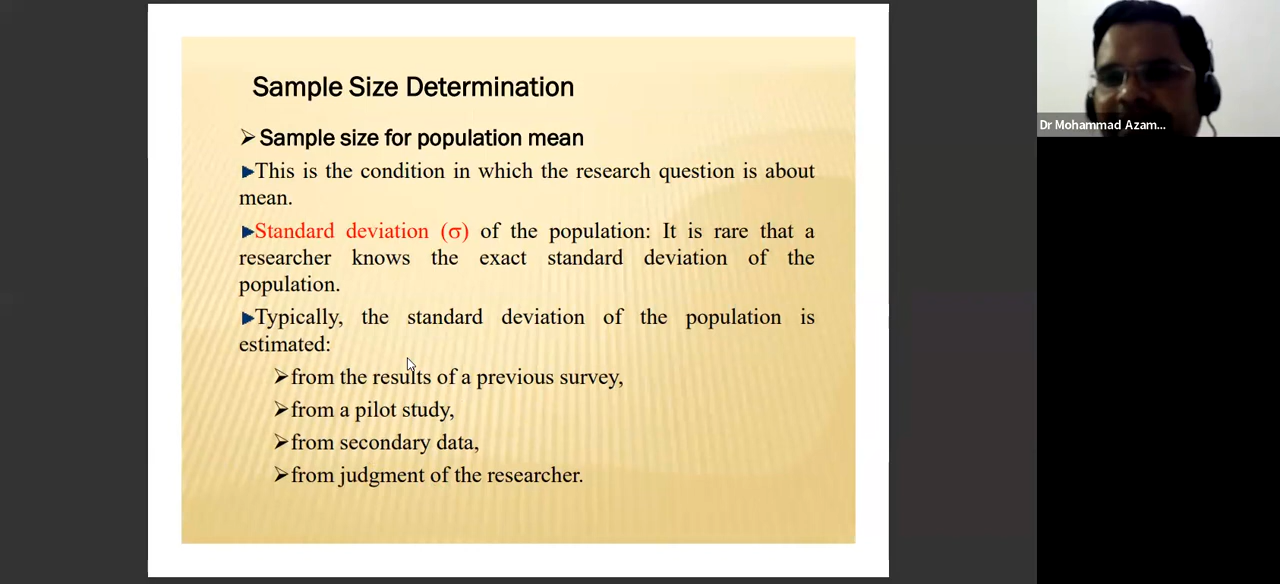 Sample Size Determination
➢ Sample size for population mean
►This is the condition in which the research question is about
mean.
►Standard deviation (σ) of the population: It is rare that a
researcher knows the exact standard deviation of the
population.
►Typically, the standard deviation of the population is
estimated:
➢from the results of a previous survey,
➢from a pilot study,
➢from secondary data,
➢from judgment of the researcher.
Dr Mohammad Azam...